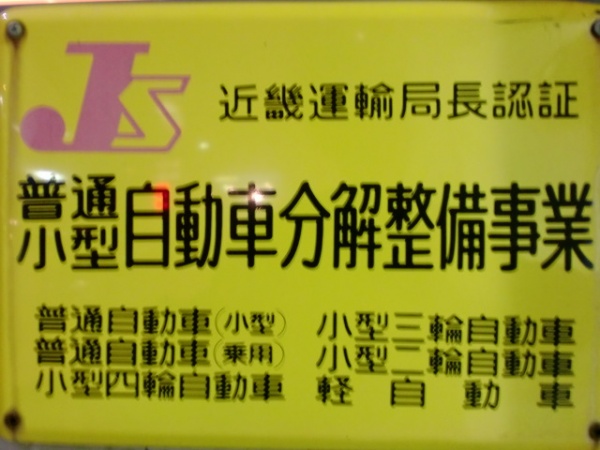 JS
近畿運輸局長認証
普通
小型自動車分解整備事業
普通自動車(小型) 小型三輪自動車
普通自動車(乗用) 小型二輪自動車
小型四輪自動車 軽自動車